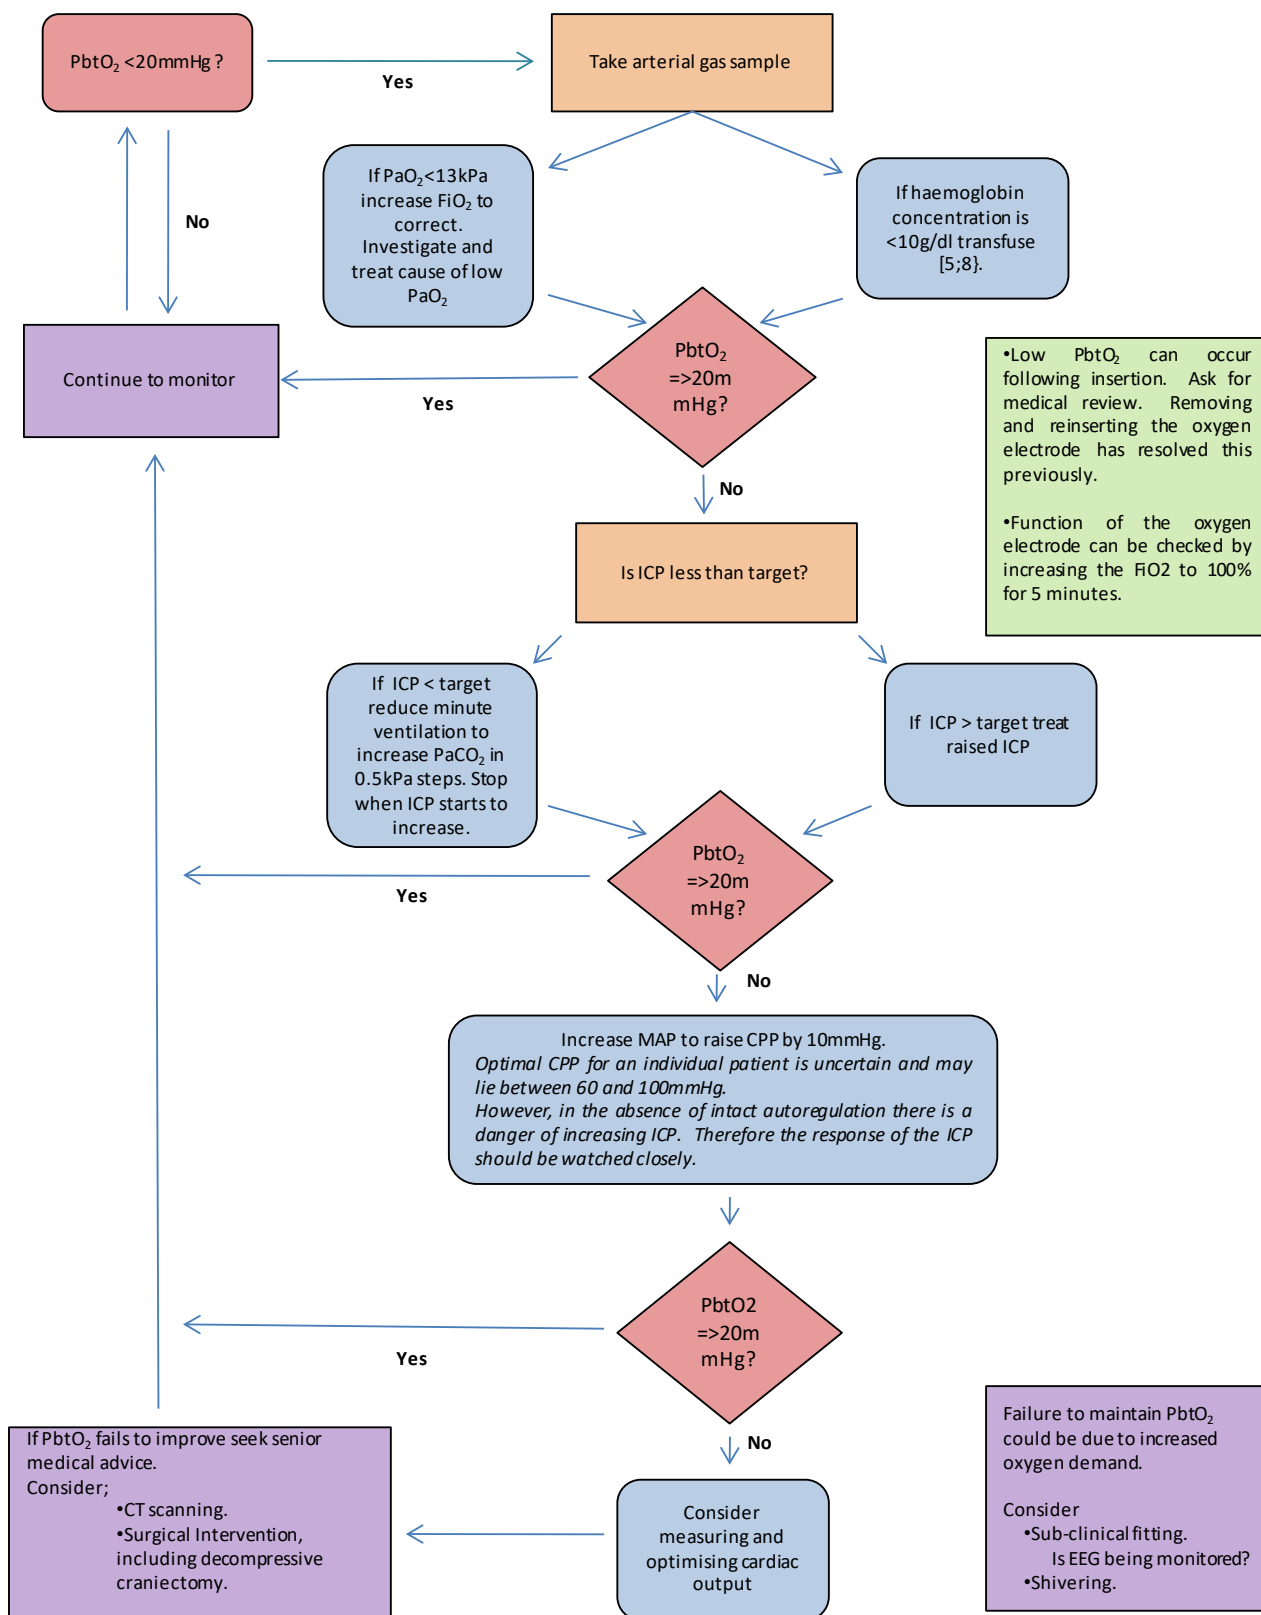 PbtO₂ <20mmHg?
Yes
Take arterial gas sample
No
If PaO₂<13kPa
increase FiO₂ to
correct.
Investigate and
treat cause of low
PaO₂
If haemoglobin
concentration is
<10g/dl transfuse
[5;8}.
Continue to monitor
Yes
PbtO₂
=>20m
mHg?
No
•Low PbtO₂ can occur
following insertion. Ask for
medical review. Removing
and reinserting the oxygen
electrode has resolved this
previously.
•Function of the oxygen
electrode can be checked by
increasing the FiO2 to 100%
for 5 minutes.
Is ICP less than target?
If ICP < target
reduce minute
ventilation to
increase PaCO₂ in
0.5kPa steps. Stop
when ICP starts to
increase.
If ICP > target treat
raised ICP
PbtO₂
=>20m
mHg?
Yes
No
Increase MAP to raise CPP by 10mmHg.
Optimal CPP for an individual patient is uncertain and may
lie between 60 and 100mmHg.
However, in the absence of intact autoregulation there is a
danger of increasing ICP. Therefore the response of the ICP
should be watched closely.
PbtO2
=>20m
mHg?
Yes
No
If PbtO₂ fails to improve seek senior
medical advice.
Consider;
•CT scanning.
•Surgical Intervention,
including decompressive
craniectomy.
Consider
measuring and
optimising cardiac
output
Failure to maintain PbtO₂
could be due to increased
oxygen demand.
Consider
•Sub-clinical fitting.
Is EEG being monitored?
•Shivering.